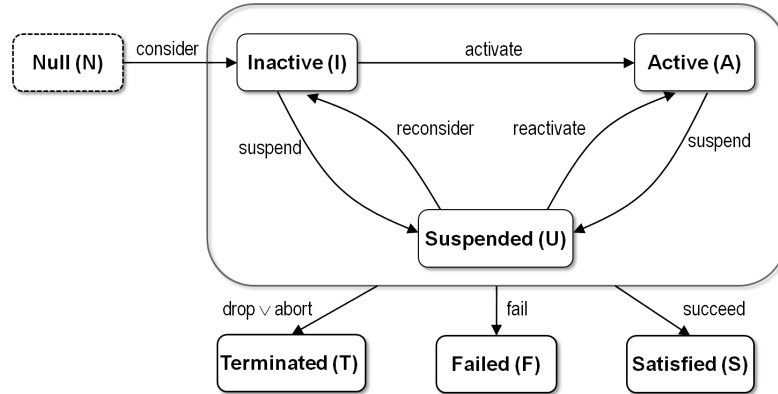 consider
Null (N)
Inactive (I)
activate
Active (A)
suspend
reconsider
reactivate
suspend
Suspended (U)
drop ∨ abort
fail
succeed
Terminated (T)
Failed (F)
Satisfied (S)